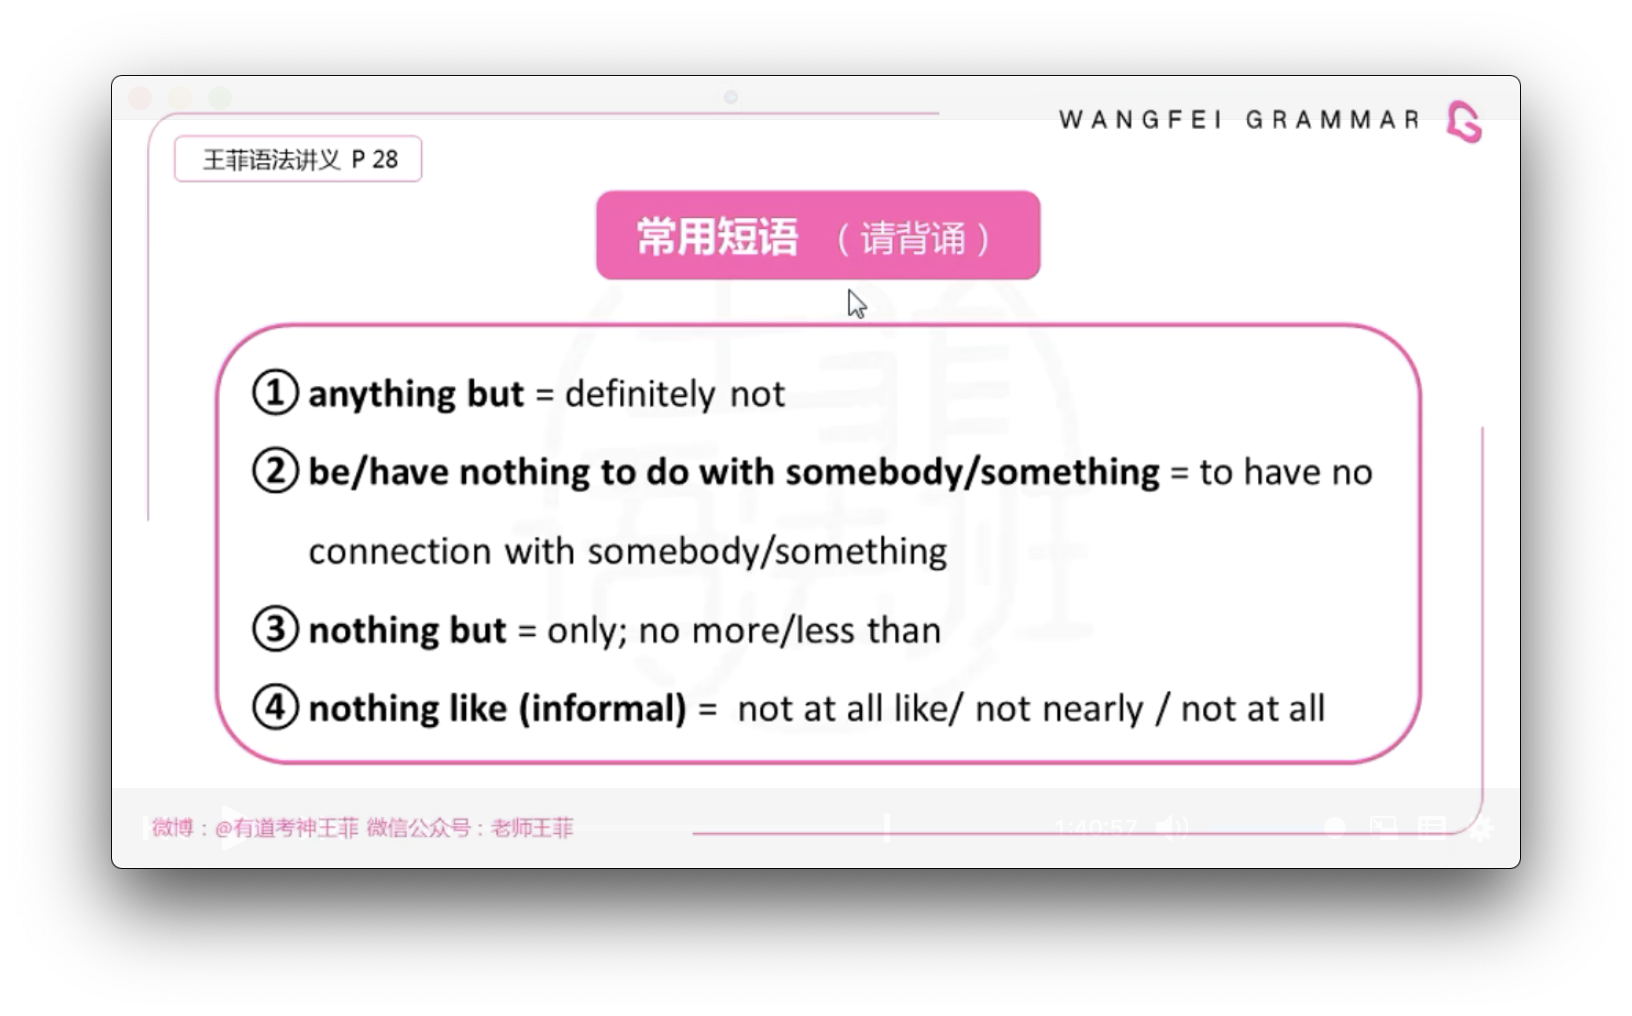 WANGFEI GRAMMAR
王菲语法讲义 P 28
常用短语 （请背诵）
① anything but = definitely not
② be/have nothing to do with somebody/something = to have no
connection with somebody/something
③ nothing but = only; no more/less than
④ nothing like (informal) = not at all like/ not nearly / not at all
微博：@有道考神王菲 微信公众号：老师王菲
1:40:57